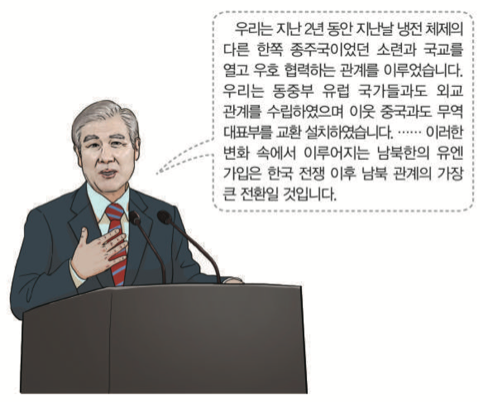 우리는 지난 2년 동안 지난날 냉전 체제의
다른 한쪽 종주국이었던 소련과 국교를
열고 우호 협력하는 관계를 이루었습니다.
우리는 동중부 유럽 국가들과도 외교
관계를 수립하였으며 이웃 중국과도 무역
대표부를 교환 설치하였습니다. …… 이러한
변화 속에서 이루어지는 남북한의 유엔
가입은 한국 전쟁 이후 남북 관계의 가장
큰 전환일 것입니다.